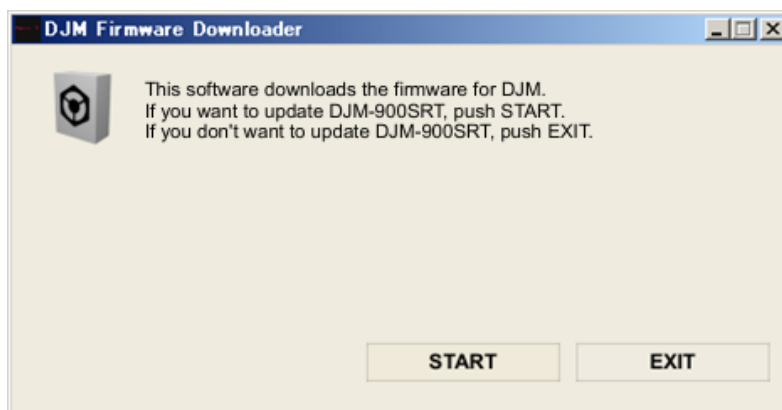 DJM Firmware Downloader
This software downloads the firmware for DJM.
If you want to update DJM-900SRT, push START.
If you don't want to update DJM-900SRT, push EXIT.
START
EXIT